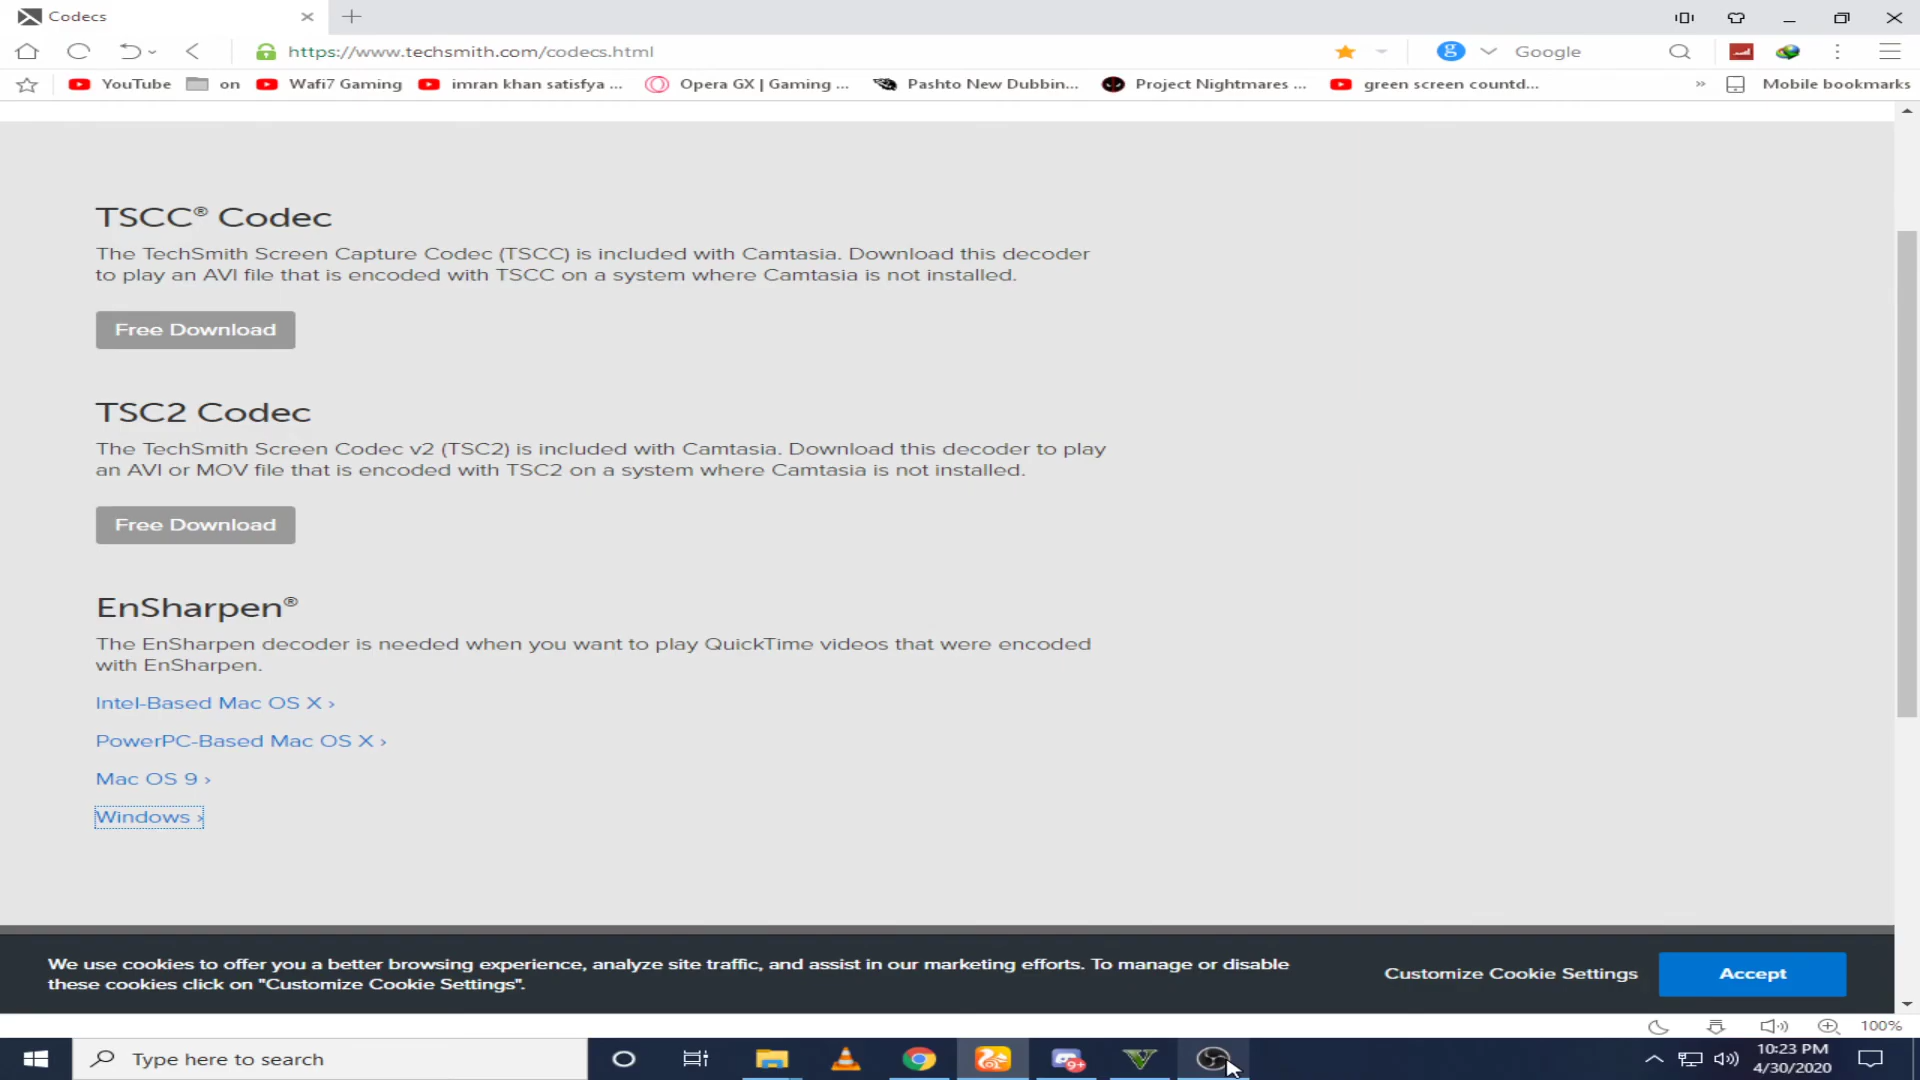 Codecs
https://www.techsmith.com/codecs.html
Google
YouTube
on
Wafi7 Gaming
imran khan satisfya ...
Opera GX | Gaming ...
Pashto New Dubbin...
Project Nightmares ...
green screen countd...
»
Mobile bookmarks
TSCC® Codec
The TechSmith Screen Capture Codec (TSCC) is included with Camtasia. Download this decoder
to play an AVI file that is encoded with TSCC on a system where Camtasia is not installed.
Free Download
TSC2 Codec
The TechSmith Screen Codec v2 (TSC2) is included with Camtasia. Download this decoder to play
an AVI or MOV file that is encoded with TSC2 on a system where Camtasia is not installed.
Free Download
EnSharpen®
The EnSharpen decoder is needed when you want to play QuickTime videos that were encoded
with EnSharpen.
Intel-Based Mac OS X ›
PowerPC-Based Mac OS X ›
Mac OS 9 ›
Windows ›
We use cookies to offer you a better browsing experience, analyze site traffic, and assist in our marketing efforts. To manage or disable
these cookies click on "Customize Cookie Settings".
Customize Cookie Settings
Accept
100%
Type here to search
9+
10:23 PM
4/30/2020